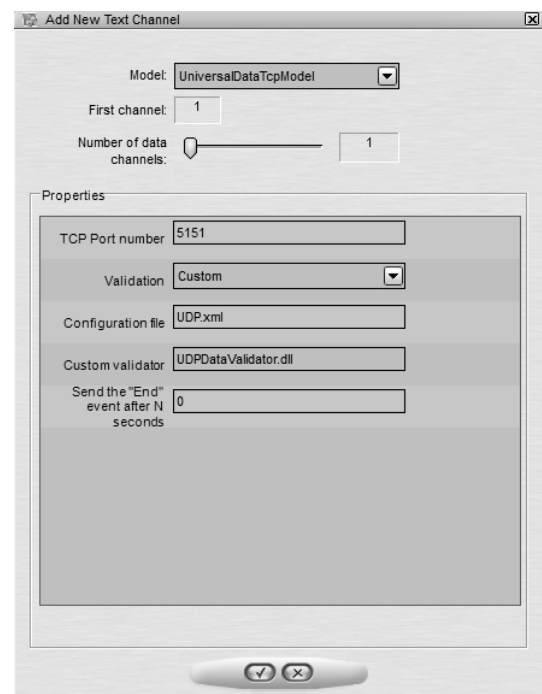 Add New Text Channel
Model: UniversalDataTcpModel
First channel: 1
Number of data
channels: 1
Properties
TCP Port number 5151
Validation Custom
Configuration file UDP.xml
Custom validator UDPDataValidator.dll
Send the "End"
event after N 0
seconds